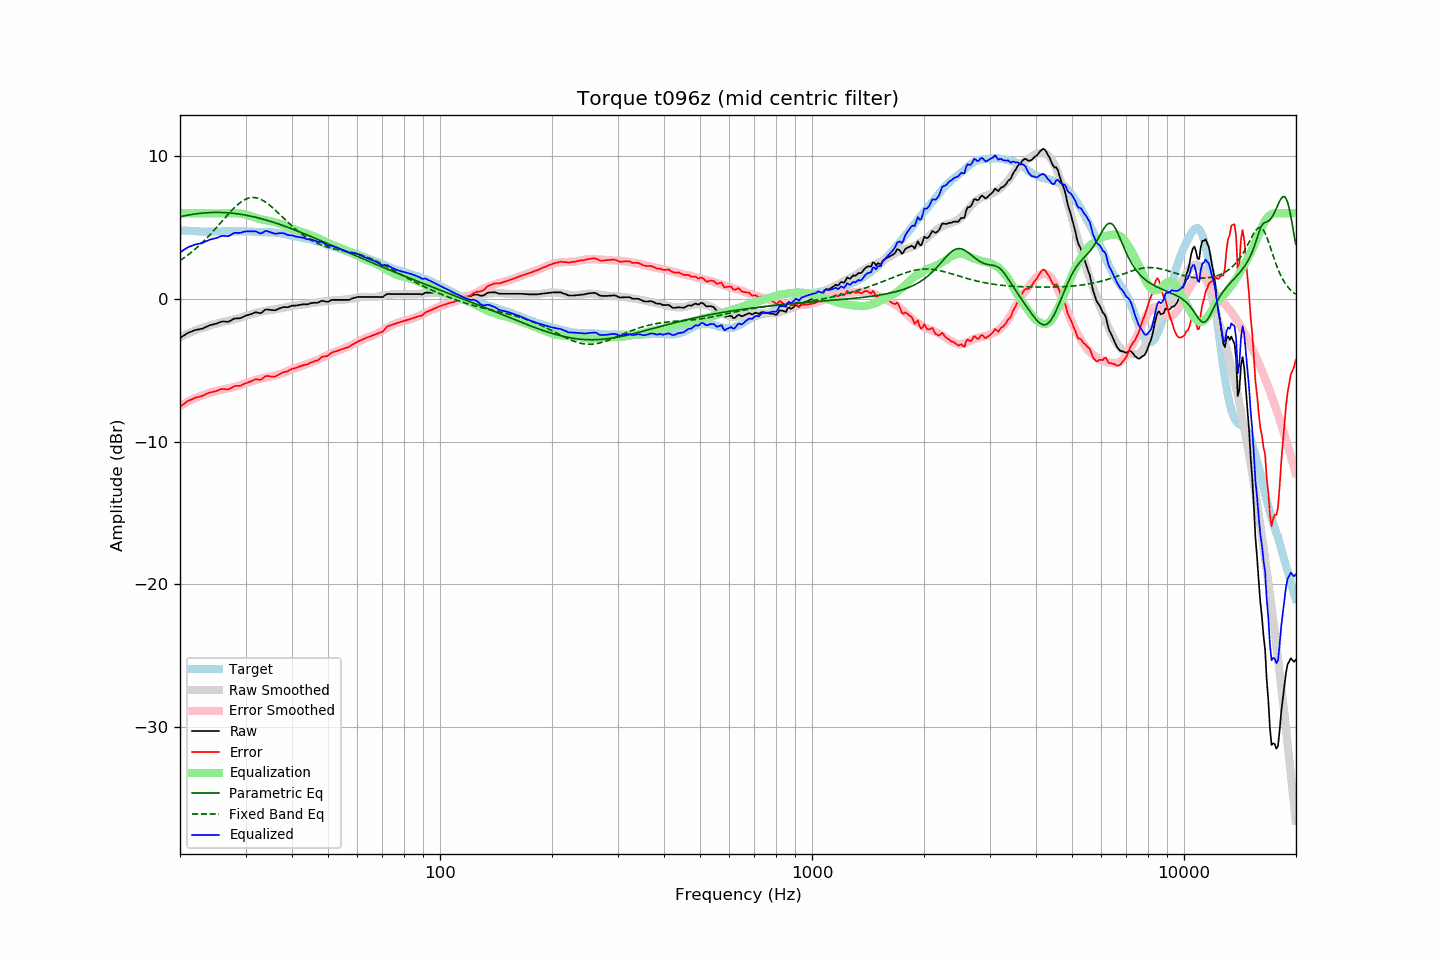 Torque t096z (mid centric filter)
10
0
−10
−20
−30
Amplitude (dBr)
Target
Raw Smoothed
Error Smoothed
Raw
Error
Equalization
Parametric Eq
Fixed Band Eq
Equalized
100
1000
10000
Frequency (Hz)